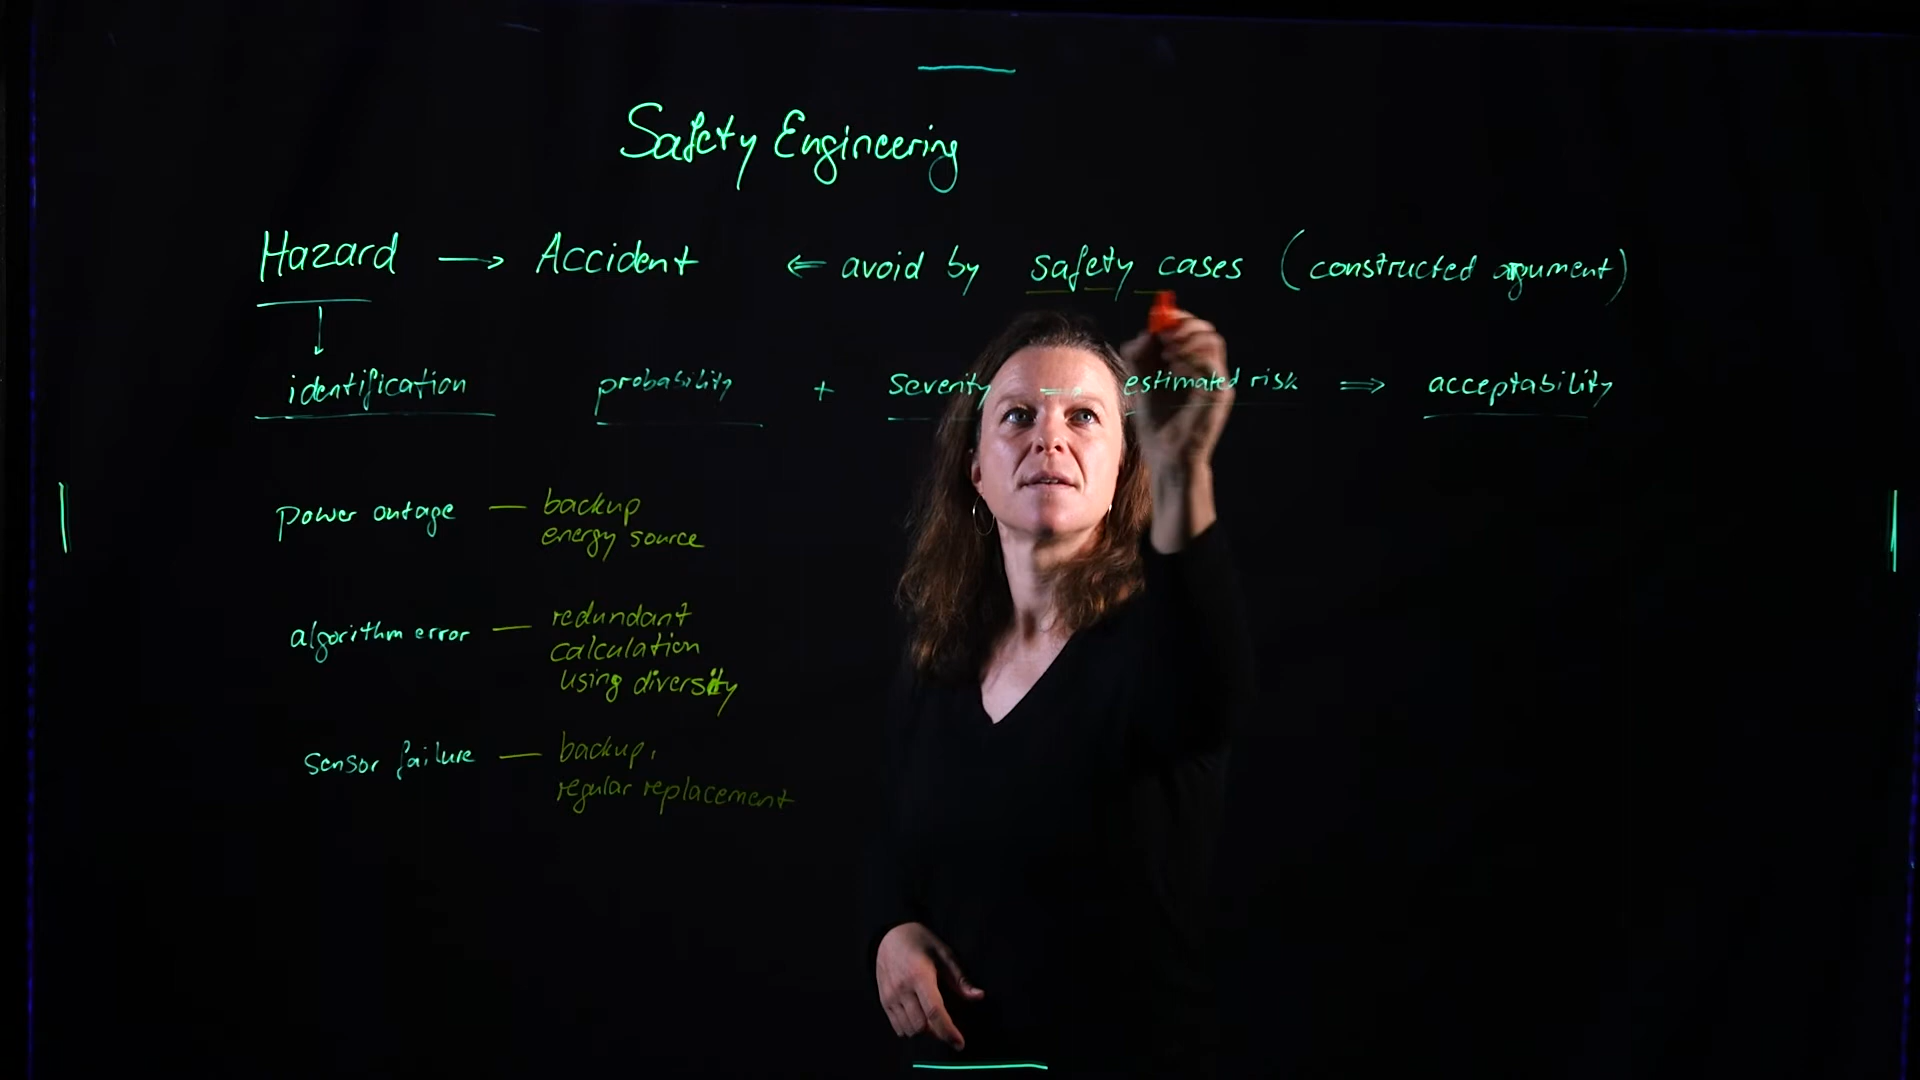 Safety Engineering
Hazard → Accident ⇐ avoid by safety cases (constructed argument)
↓
identification probability + Severity ⇒ estimated risk ⇒ acceptability
power outage — backup
energy source
algorithm error — redundant
calculation
using diversity
sensor failure — backup,
regular replacement